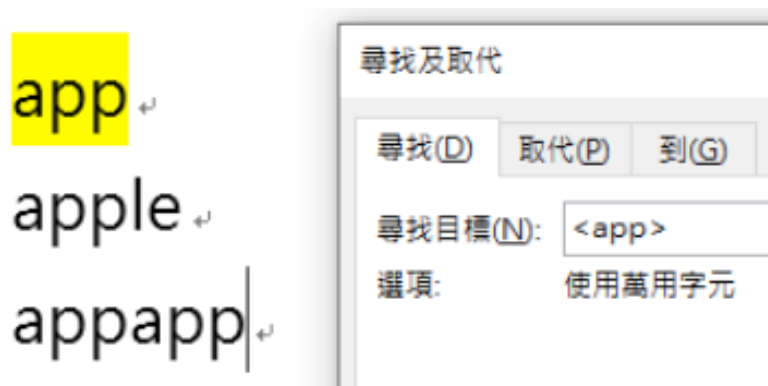 app
apple
appapp
尋找及取代
尋找(D) 取代(P) 到(G)
尋找目標(N): <app>
選項: 使用萬用字元